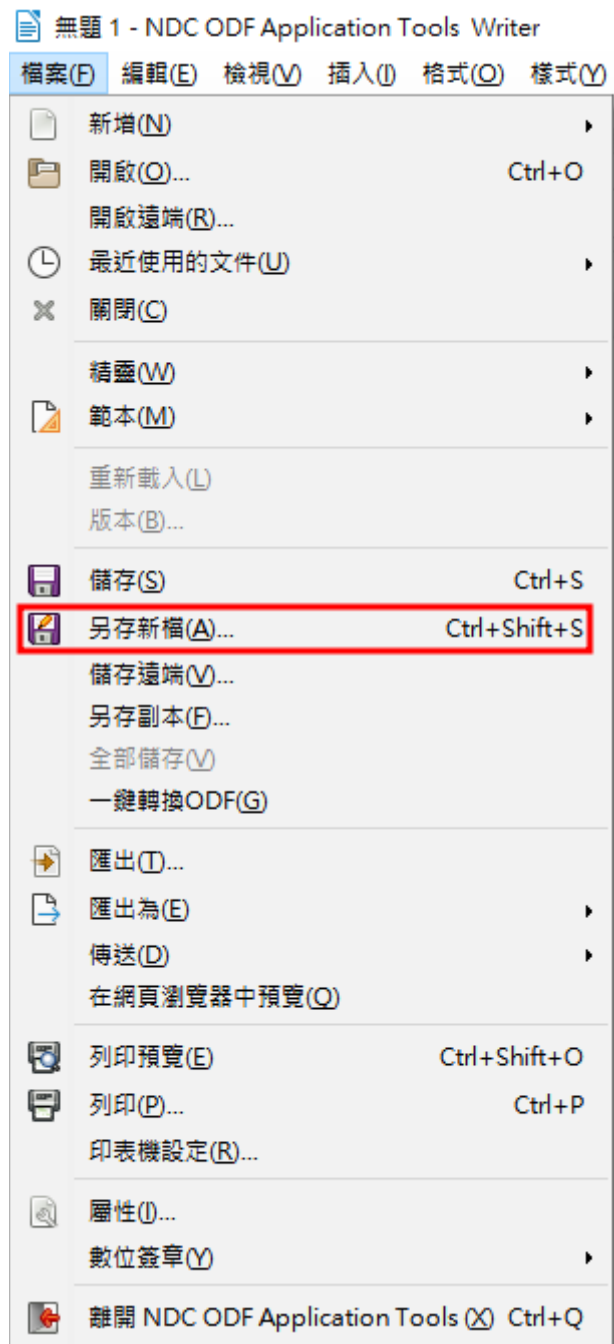 無題 1 - NDC ODF Application Tools Writer
檔案(F) 編輯(E) 檢視(V) 插入(I) 格式(O) 樣式(Y)
新增(N)
開啟(O)... Ctrl+O
開啟遠端(R)...
最近使用的文件(U)
關閉(C)
精靈(W)
範本(M)
重新載入(L)
版本(B)...
儲存(S) Ctrl+S
另存新檔(A)... Ctrl+Shift+S
儲存遠端(V)...
另存副本(F)...
全部儲存(V)
一鍵轉換ODF(G)
匯出(T)...
匯出為(E)
傳送(D)
在網頁瀏覽器中預覽(Q)
列印預覽(E) Ctrl+Shift+O
列印(P)... Ctrl+P
印表機設定(R)...
屬性(I)...
數位簽章(Y)
離開 NDC ODF Application Tools (X) Ctrl+Q